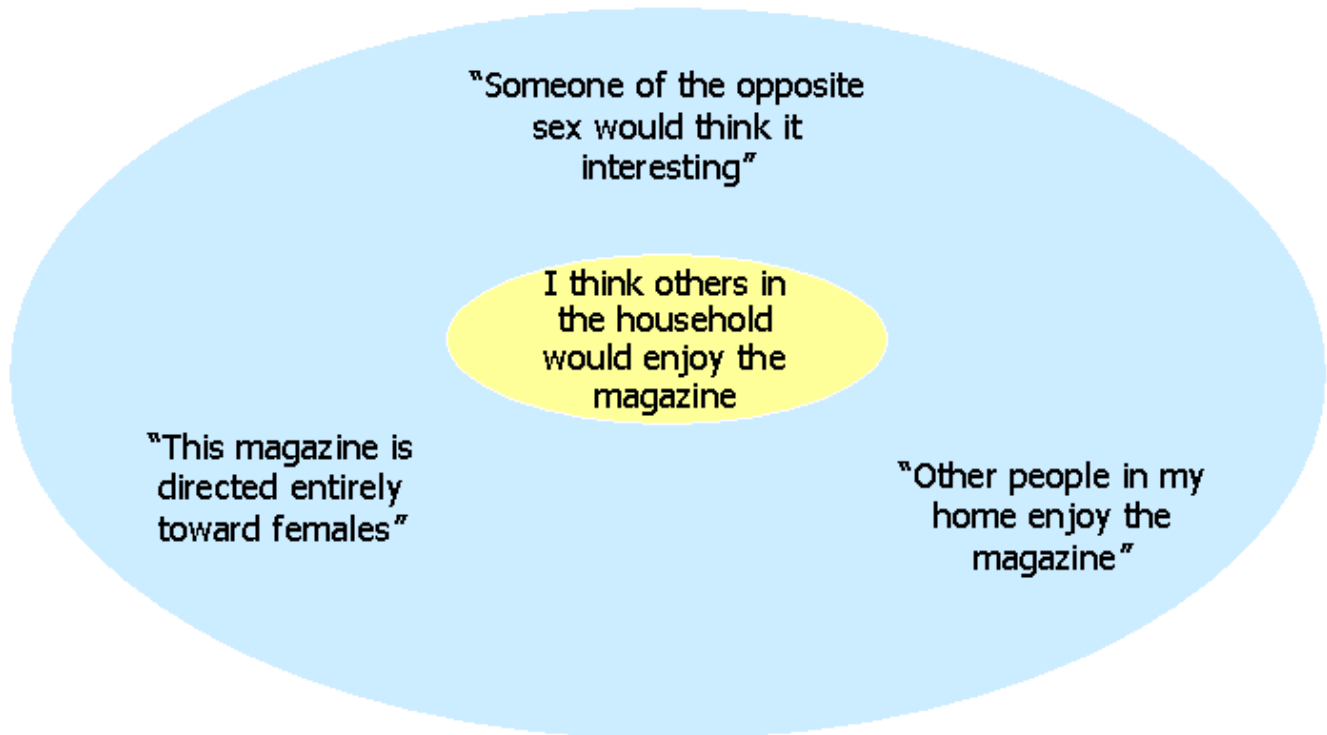 “Someone of the opposite
sex would think it
interesting”
I think others in
the household
would enjoy the
magazine
“This magazine is
directed entirely
toward females”
“Other people in my
home enjoy the
magazine”